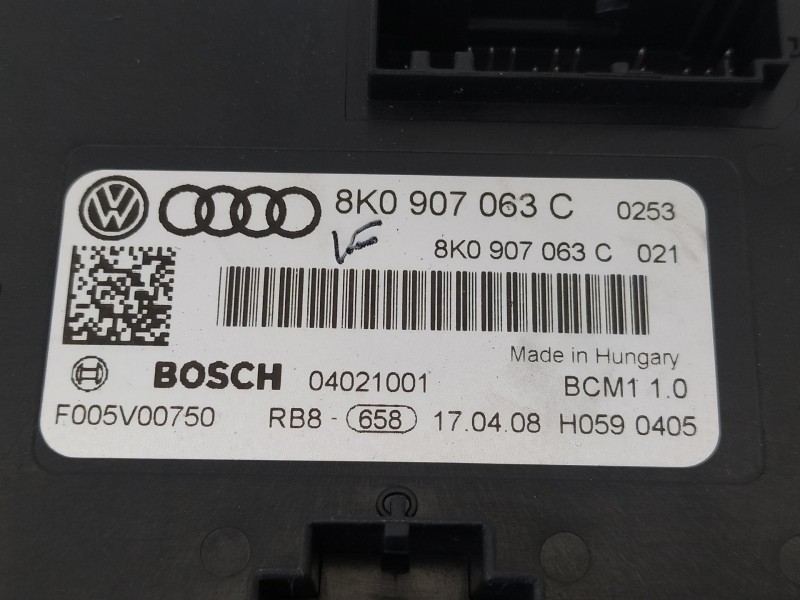 8K0 907 063 C 0253
8K0 907 063 C 021
Made in Hungary
BOSCH 04021001 BCM1 1.0
F005V00750 RB8 - 658 17.04.08 H059 0405